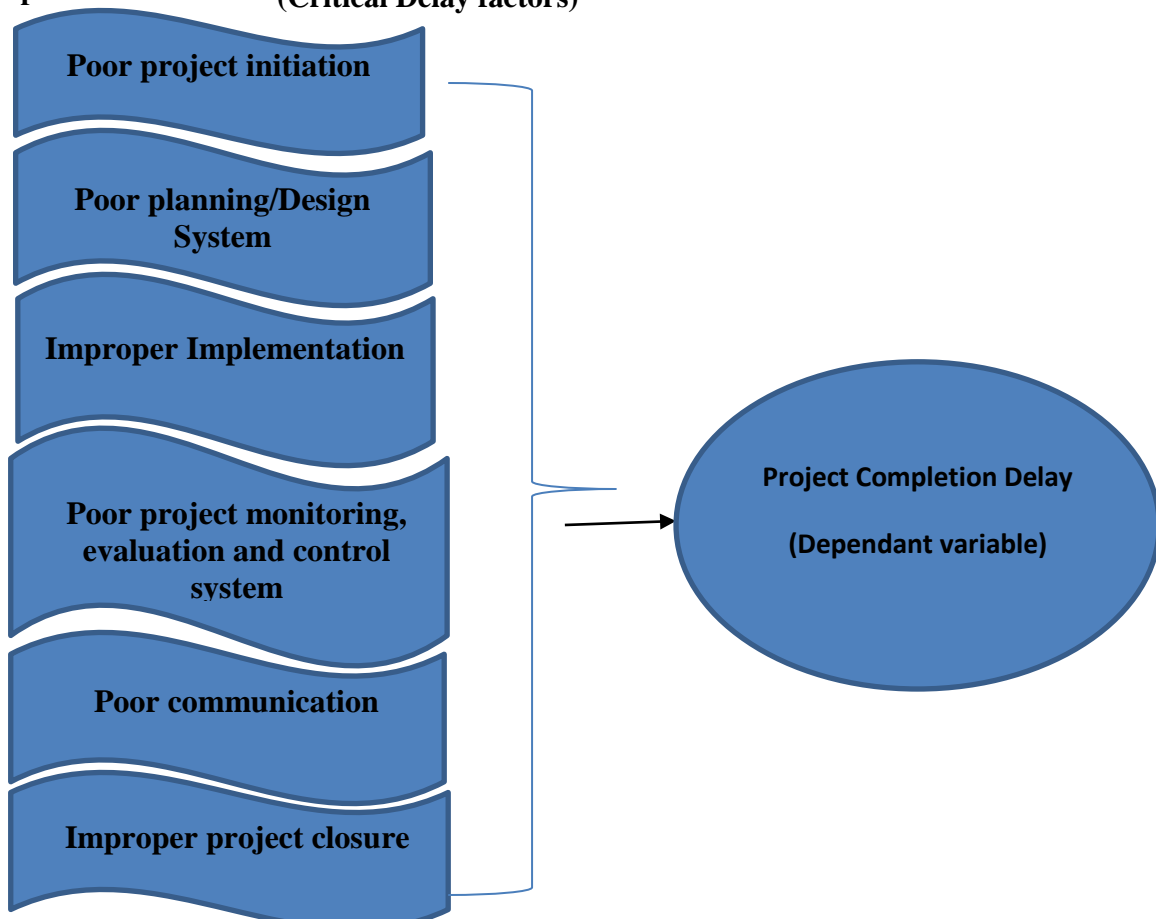 (Critical Delay factors)
Poor project initiation
Poor planning/Design
System
Improper Implementation
Poor project monitoring,
evaluation and control
system
Poor communication
Improper project closure
Project Completion Delay
(Dependant variable)